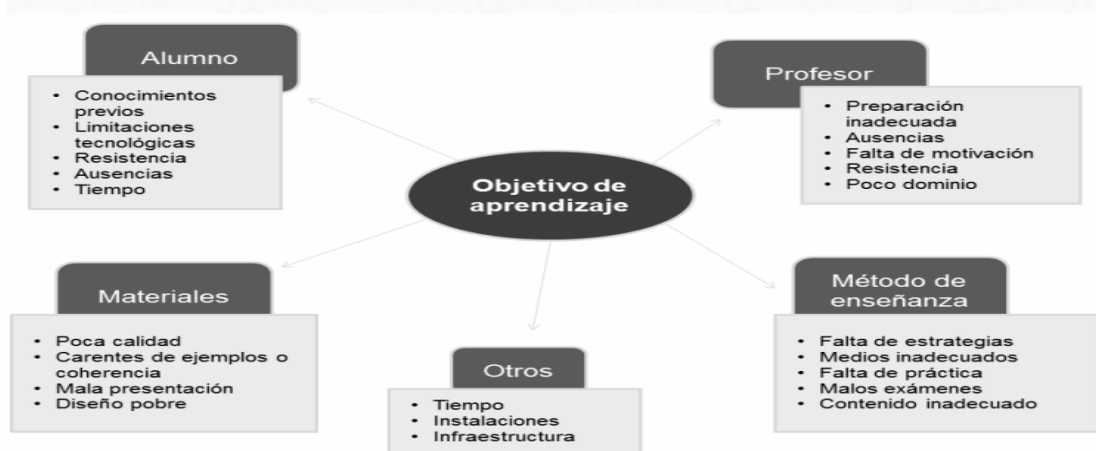 Alumno
• Conocimientos
previos
• Limitaciones
tecnológicas
• Resistencia
• Ausencias
• Tiempo
Profesor
• Preparación
inadecuada
• Ausencias
• Falta de motivación
• Resistencia
• Poco dominio
Objetivo de
aprendizaje
Materiales
• Poca calidad
• Carentes de ejemplos o
coherencia
• Mala presentación
• Diseño pobre
Otros
• Tiempo
• Instalaciones
• Infraestructura
Método de
enseñanza
• Falta de estrategias
• Medios inadecuados
• Falta de práctica
• Malos exámenes
• Contenido inadecuado